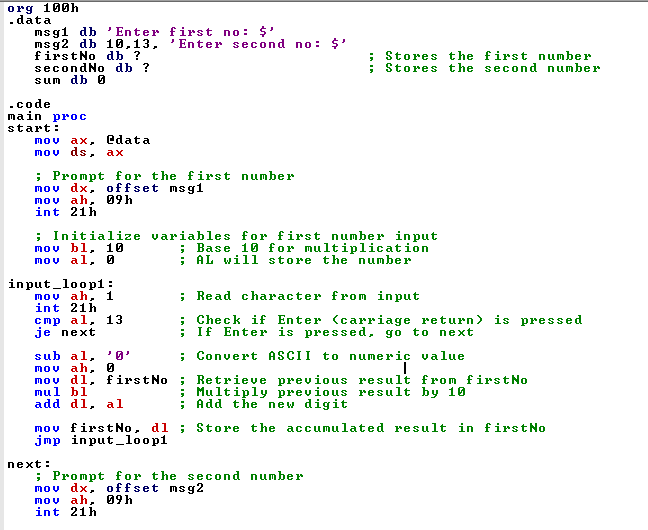 org 100h
.data
msg1 db 'Enter first no: $'
msg2 db 10,13, 'Enter second no: $'
firstNo db ? ; Stores the first number
secondNo db ? ; Stores the second number
sum db 0
.code
main proc
start:
mov ax, @data
mov ds, ax
; Prompt for the first number
mov dx, offset msg1
mov ah, 09h
int 21h
; Initialize variables for first number input
mov bl, 10 ; Base 10 for multiplication
mov al, 0 ; AL will store the number
input_loop1:
mov ah, 1 ; Read character from input
int 21h
cmp al, 13 ; Check if Enter (carriage return) is pressed
je next ; If Enter is pressed, go to next
sub al, '0' ; Convert ASCII to numeric value
mov ah, 0
mov dl, firstNo ; Retrieve previous result from firstNo
mul bl ; Multiply previous result by 10
add dl, al ; Add the new digit
mov firstNo, dl ; Store the accumulated result in firstNo
jmp input_loop1
next:
; Prompt for the second number
mov dx, offset msg2
mov ah, 09h
int 21h